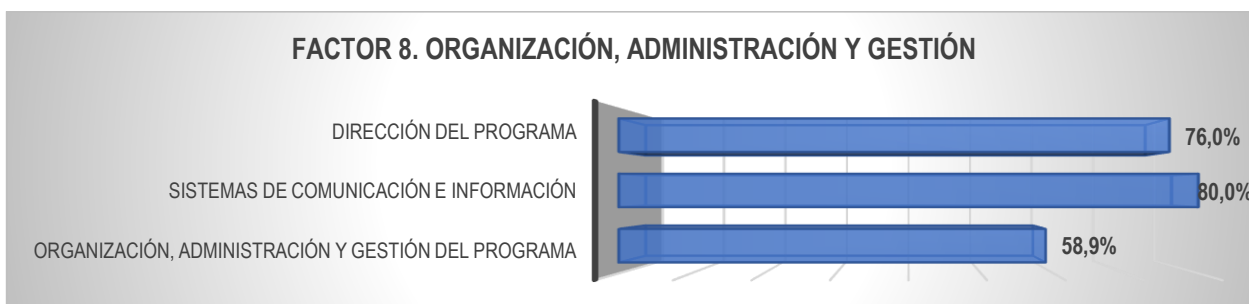 FACTOR 8. ORGANIZACIÓN, ADMINISTRACIÓN Y GESTIÓN
DIRECCIÓN DEL PROGRAMA
76,0%
SISTEMAS DE COMUNICACIÓN E INFORMACIÓN
80,0%
ORGANIZACIÓN, ADMINISTRACIÓN Y GESTIÓN DEL PROGRAMA
58,9%